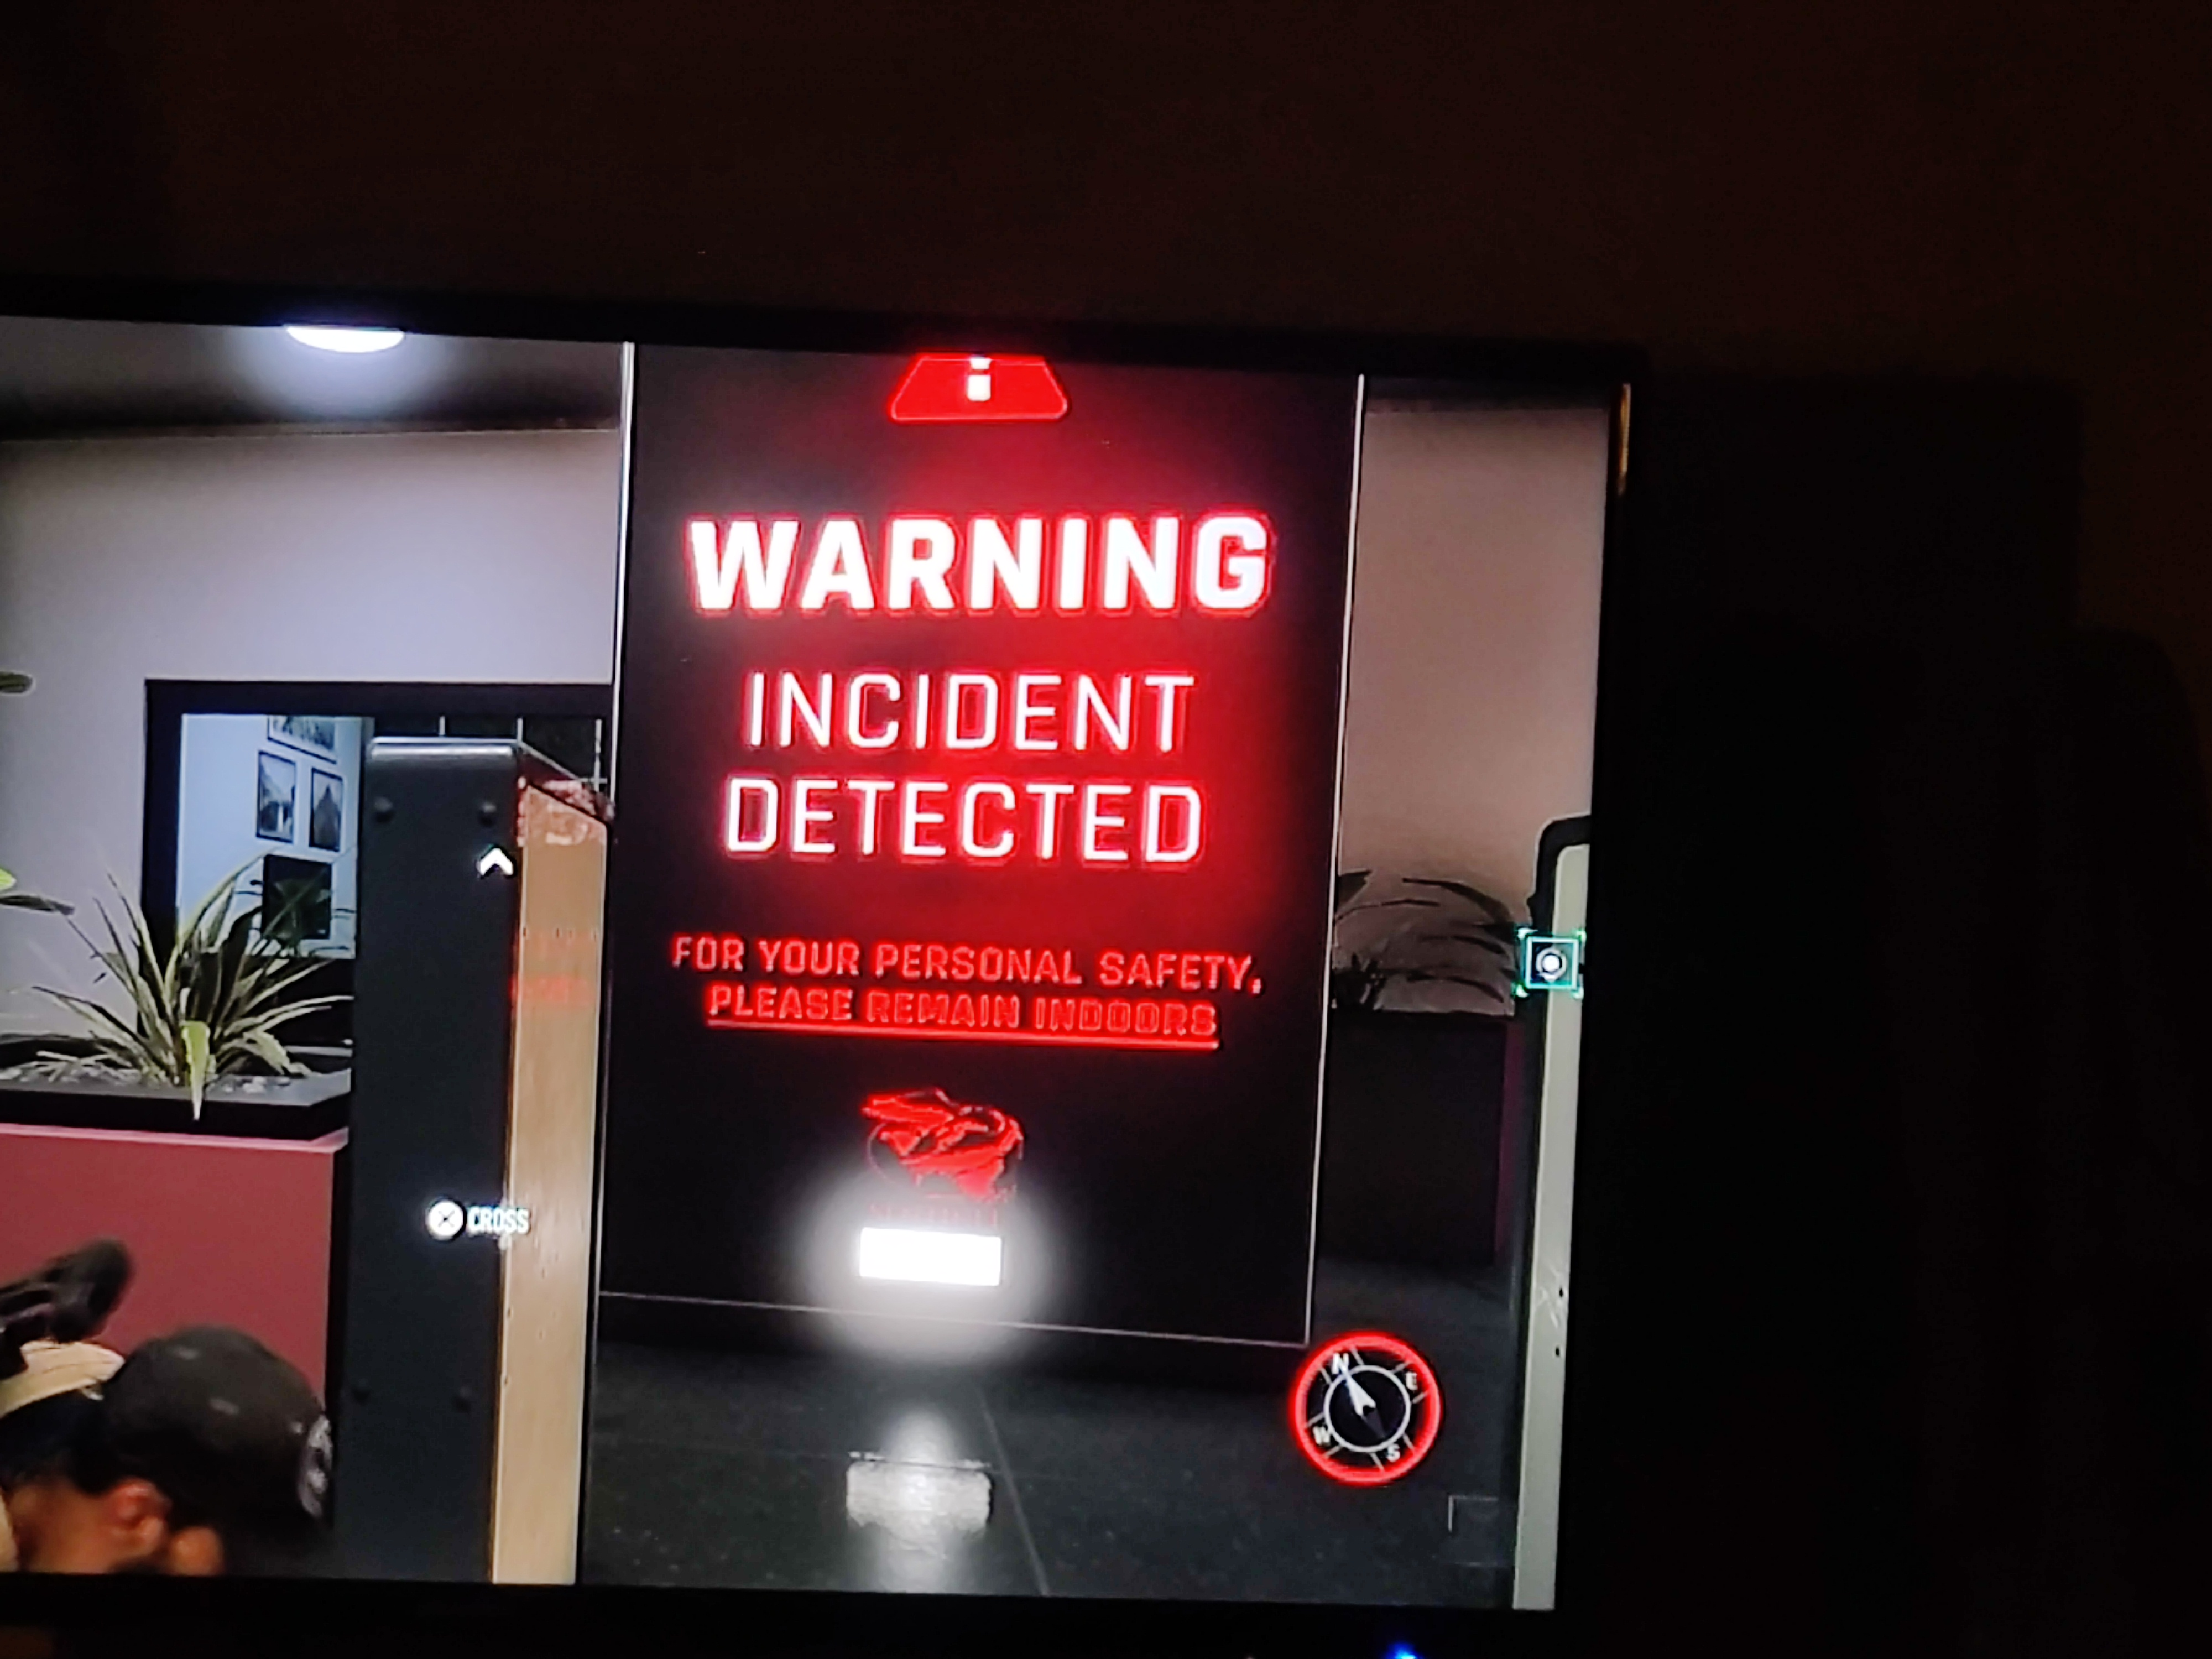 WARNING
INCIDENT
DETECTED
FOR YOUR PERSONAL SAFETY,
PLEASE REMAIN INDOORS
CROSS
N
E
W
S